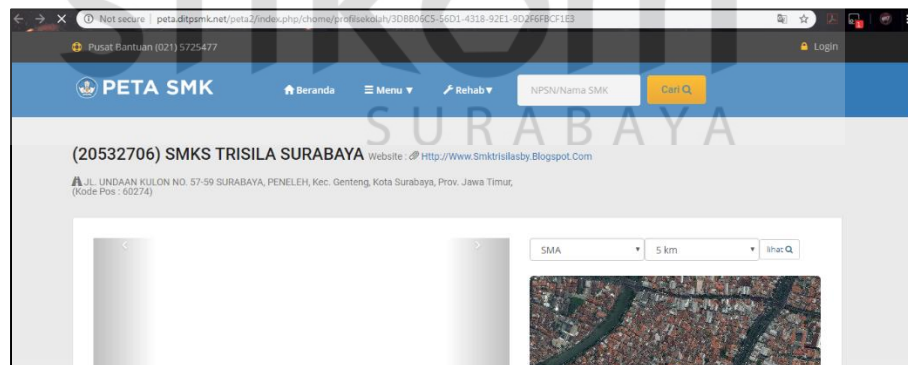 Not secure | peta.ditpsmk.net/peta2/index.php/chome/profilsekolah/3DBB06C5-56D1-4318-92E1-9D2F6FBCF1E3
Pusat Bantuan (021) 5725477 Login
PETA SMK Beranda Menu Rehab NPSN/Nama SMK Cari
SURABAYA
(20532706) SMKS TRISILA SURABAYA Website : Http://Www.Smktrisilasby.Blogspot.Com
JL. UNDAAN KULON NO. 57-59 SURABAYA, PENELEH, Kec. Genteng, Kota Surabaya, Prov. Jawa Timur,
(Kode Pos : 60274)
SMA 5 km lihat